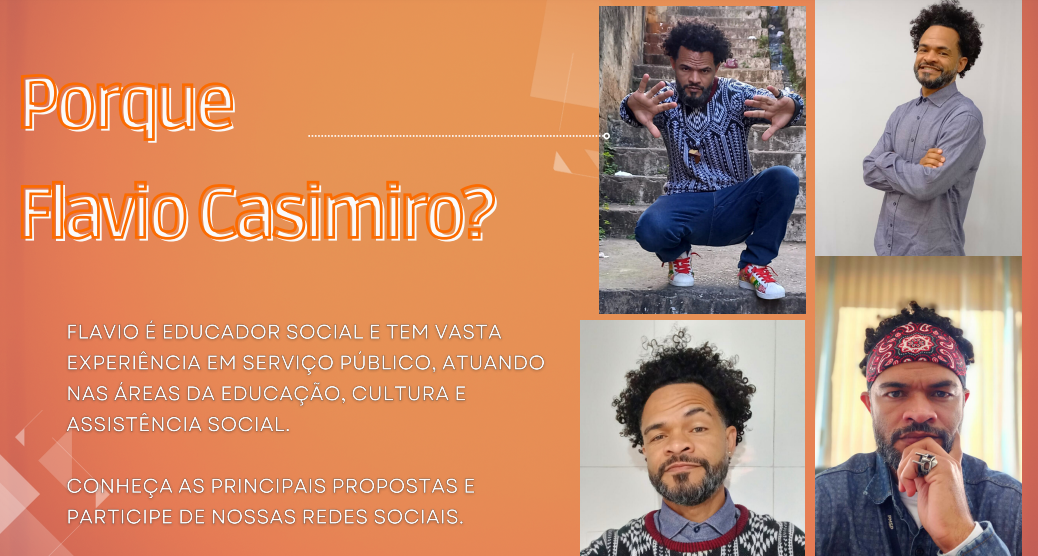 Porque
Flavio Casimiro?
FLAVIO É EDUCADOR SOCIAL E TEM VASTA
EXPERIÊNCIA EM SERVIÇO PÚBLICO, ATUANDO
NAS ÁREAS DA EDUCAÇÃO, CULTURA E
ASSISTÊNCIA SOCIAL.
CONHEÇA AS PRINCIPAIS PROPOSTAS E
PARTICIPE DE NOSSAS REDES SOCIAIS.